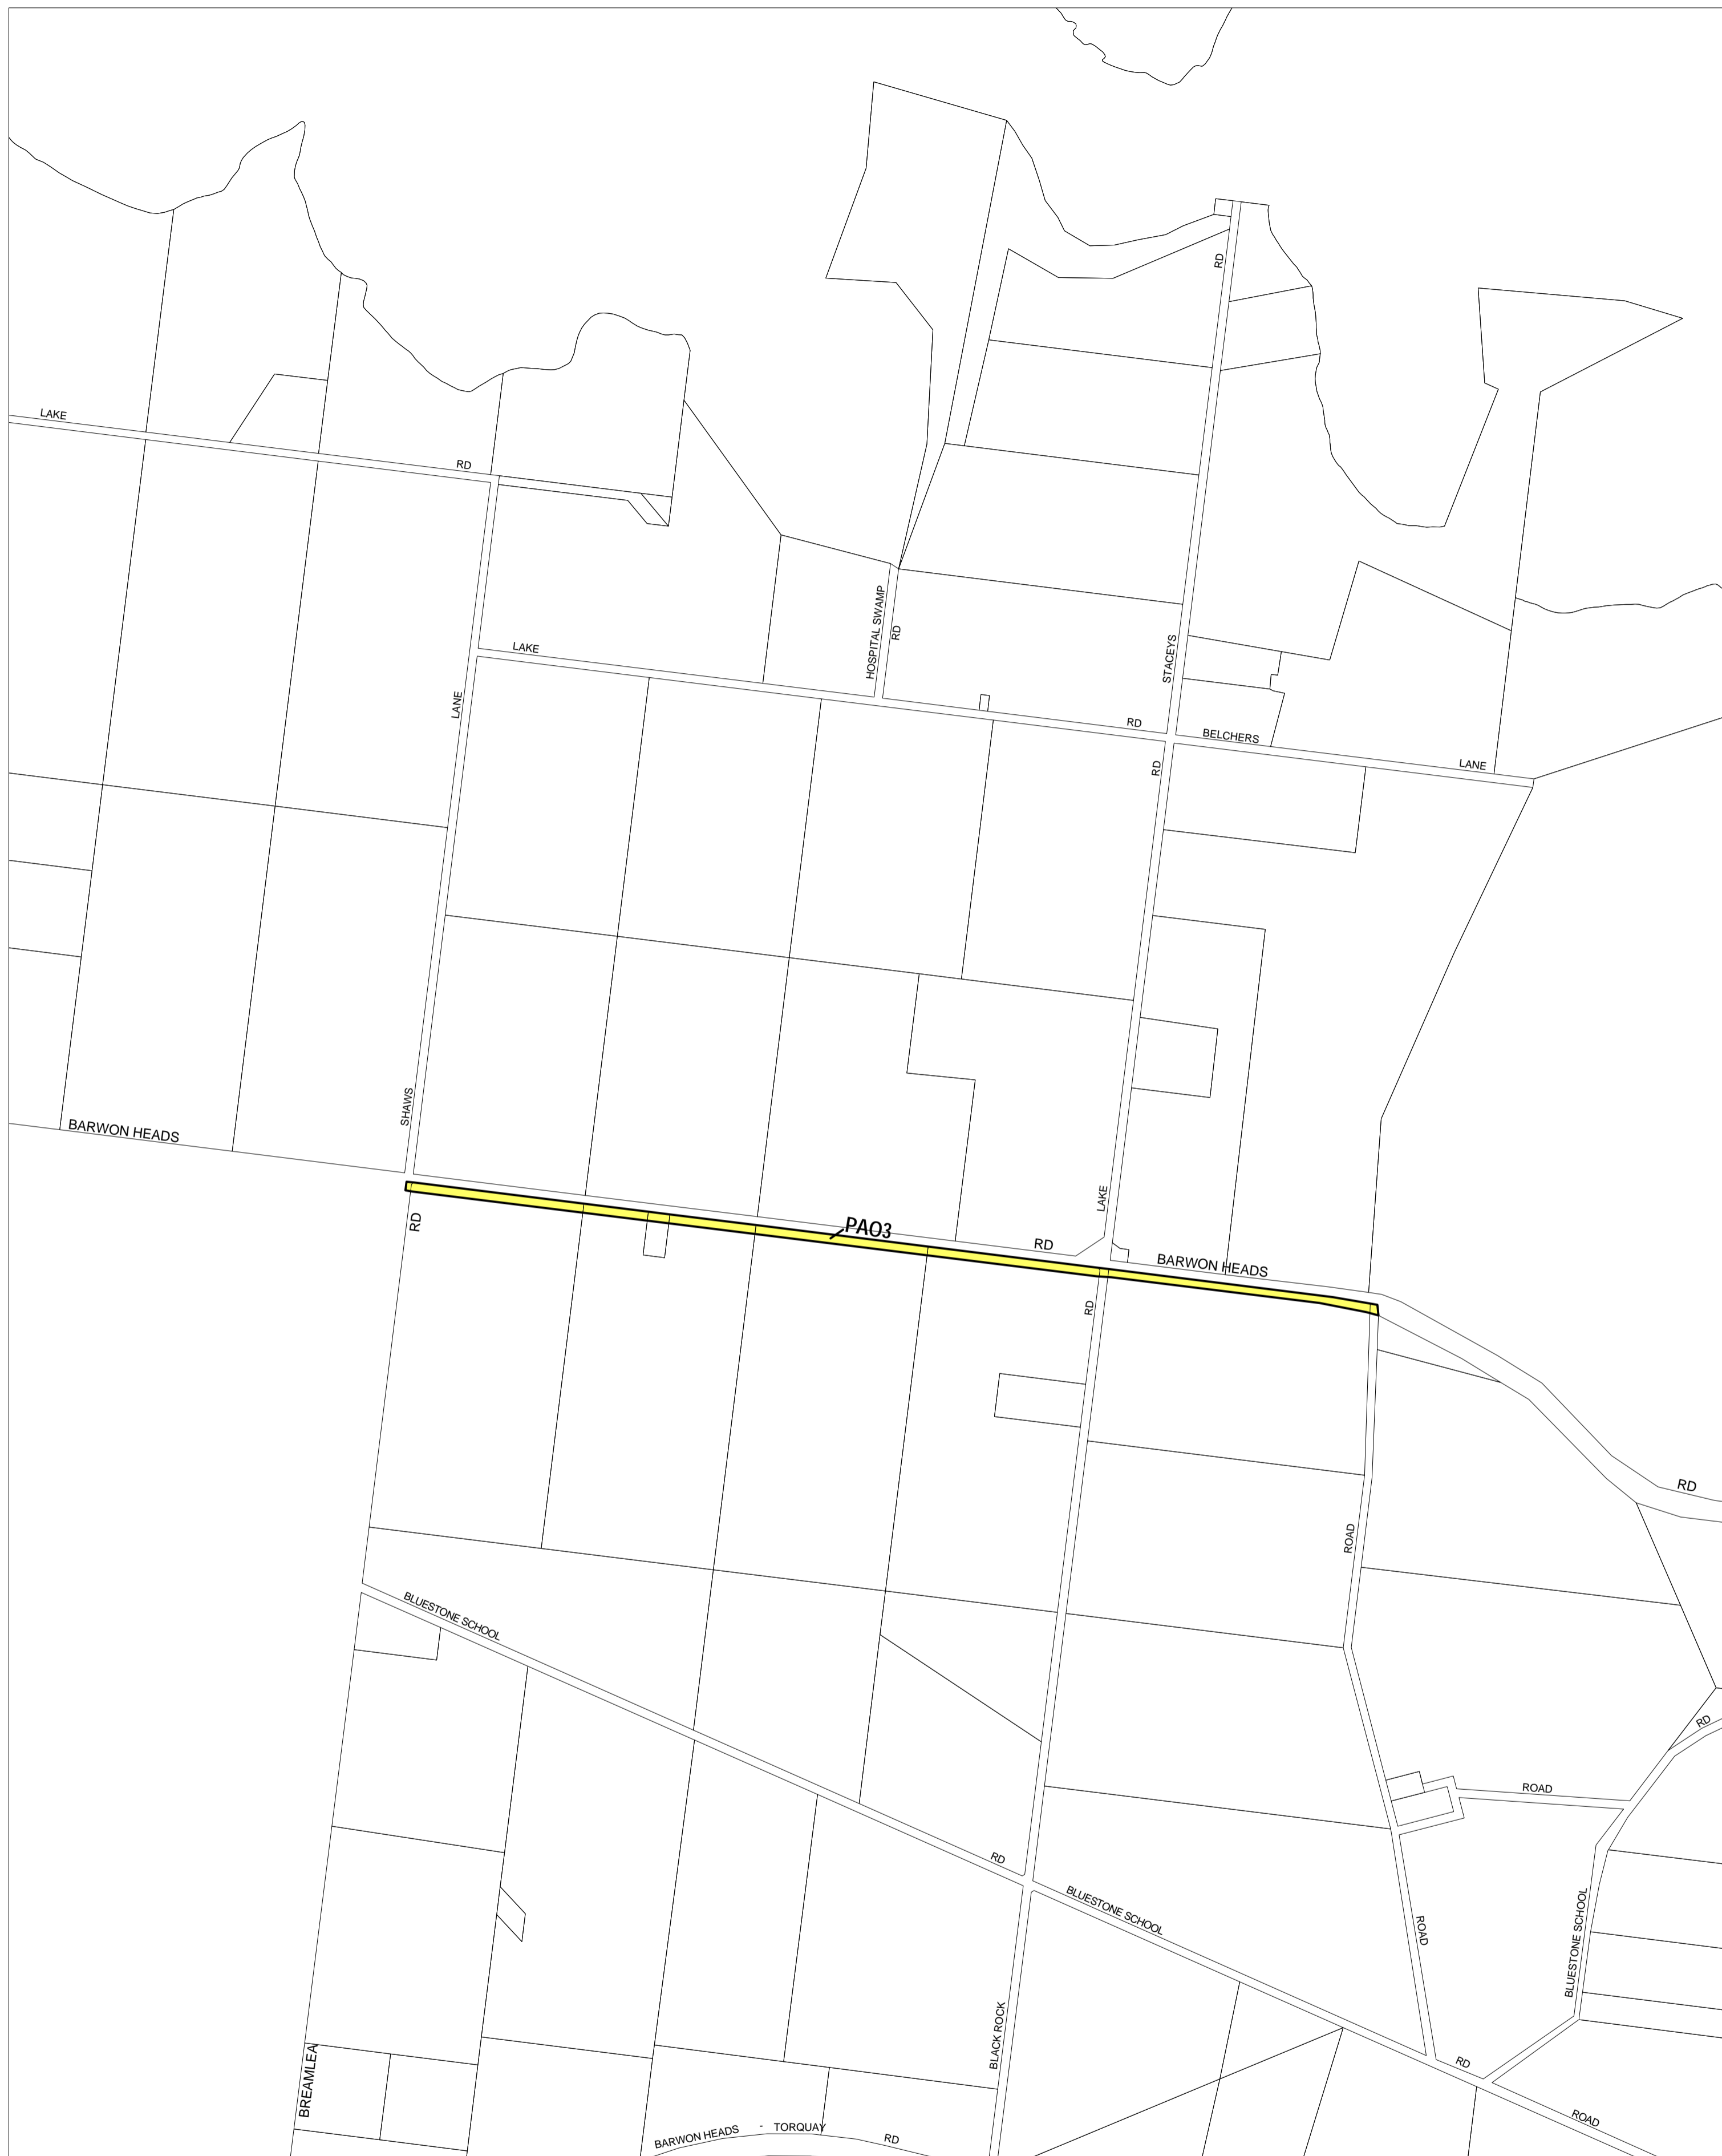 RD
LAKE
RD
HOSPITAL SWAMP
RD
STACEYS
LAKE
LANE
RD
BELCHERS
LANE
RD
SHAWS
BARWON HEADS
LAKE
RD
PAO3
RD
BARWON HEADS
RD
RD
ROAD
BLUESTONE SCHOOL
RD
ROAD
RD
BLUESTONE SCHOOL
ROAD
BLUESTONE SCHOOL
BLACK ROCK
RD
BREAMLEA
ROAD
BARWON HEADS - TORQUAY
RD